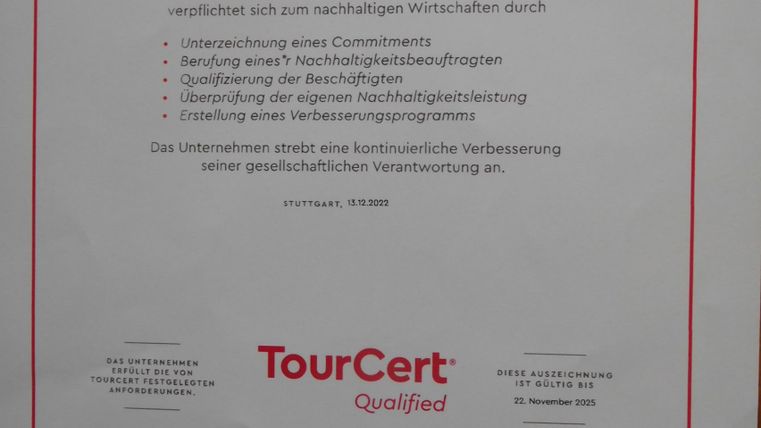 verpflichtet sich zum nachhaltigen Wirtschaften durch
• Unterzeichnung eines Commitments
• Berufung eines*r Nachhaltigkeitsbeauftragten
• Qualifizierung der Beschäftigten
• Überprüfung der eigenen Nachhaltigkeitsleistung
• Erstellung eines Verbesserungsprogramms
Das Unternehmen strebt eine kontinuierliche Verbesserung
seiner gesellschaftlichen Verantwortung an.
STUTTGART, 13.12.2022
DAS UNTERNEHMEN
ERFÜLLT DIE VON
TOURCERT FESTGELEGTEN
ANFORDERUNGEN.
TourCert®
Qualified
DIESE AUSZEICHNUNG
IST GÜLTIG BIS
22. November 2025